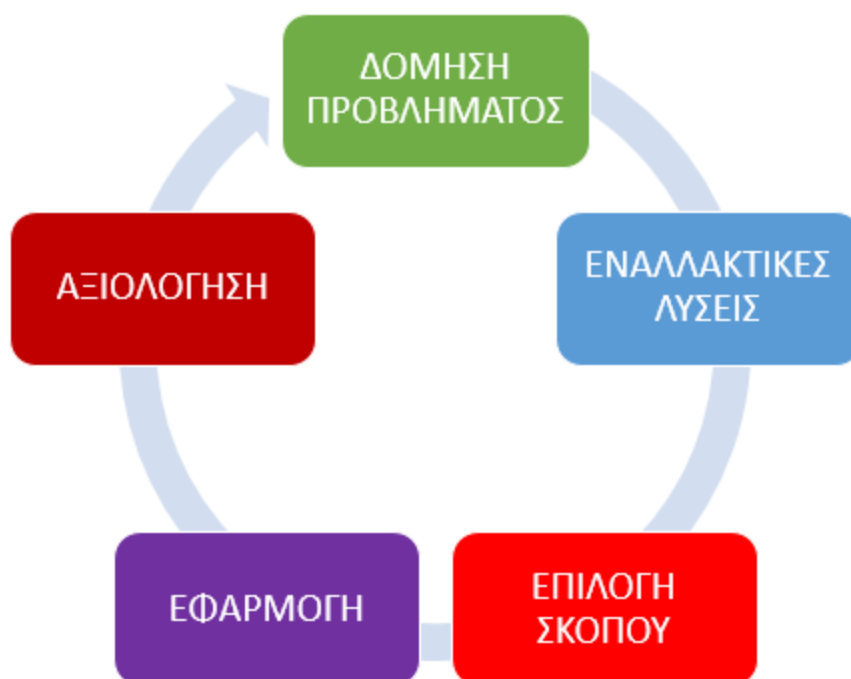 ΔΟΜΗΣΗ
ΠΡΟΒΛΗΜΑΤΟΣ
ΕΝΑΛΛΑΚΤΙΚΕΣ
ΛΥΣΕΙΣ
ΕΠΙΛΟΓΗ
ΣΚΟΠΟΥ
ΕΦΑΡΜΟΓΗ
ΑΞΙΟΛΟΓΗΣΗ